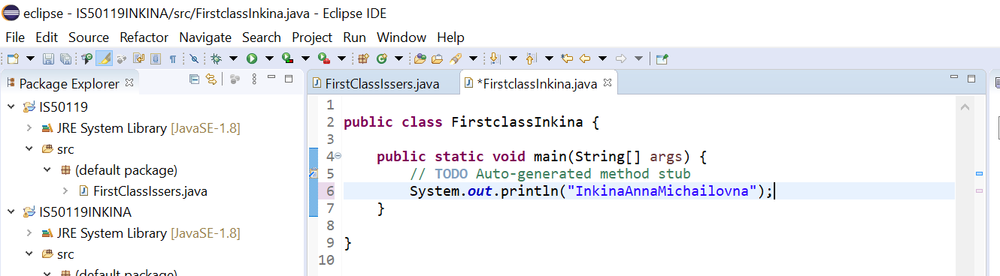 eclipse - IS50119INKINA/src/FirstclassInkina.java - Eclipse IDE
File Edit Source Refactor Navigate Search Project Run Window Help
Package Explorer
IS50119
JRE System Library [JavaSE-1.8]
src
(default package)
FirstClassIssers.java
IS50119INKINA
JRE System Library [JavaSE-1.8]
src
(default package)
FirstClassIssers.java *FirstclassInkina.java
1
2 public class FirstclassInkina {
3
4 public static void main(String[] args) {
5 // TODO Auto-generated method stub
6 System.out.println("InkinaAnnaMichailovna");
7 }
8
9 }
10